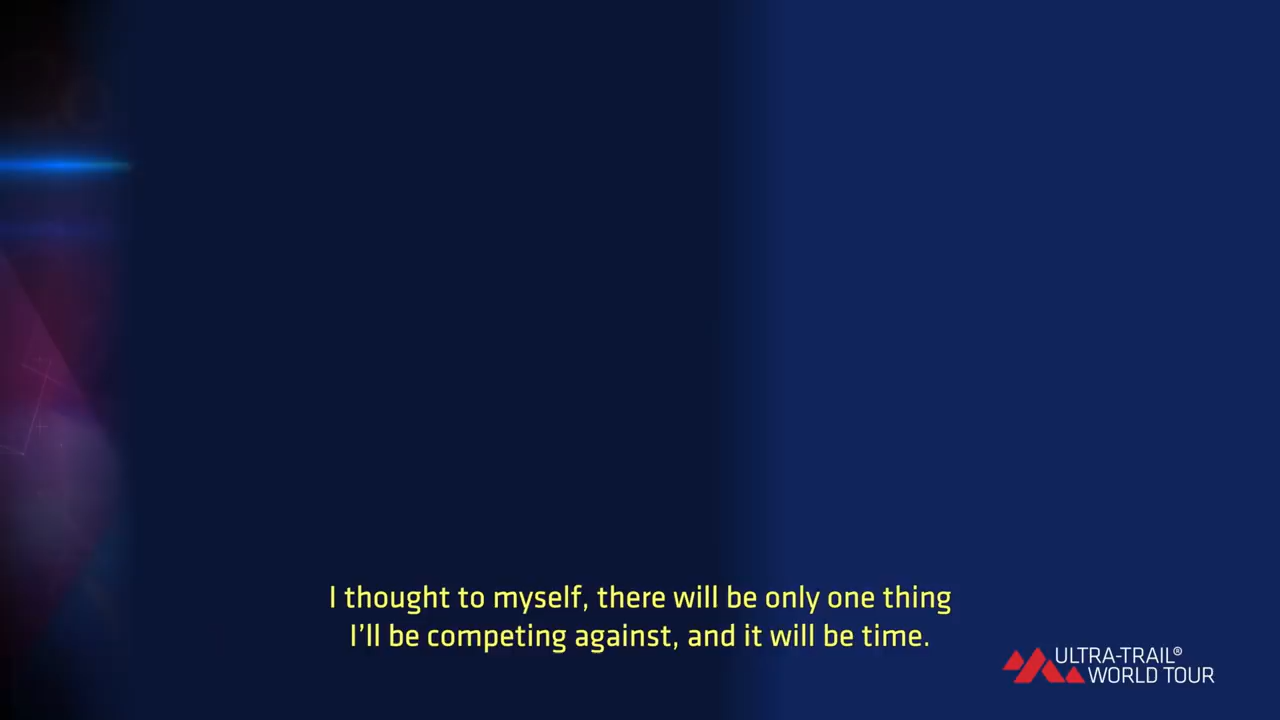 I thought to myself, there will be only one thing
I’ll be competing against, and it will be time.
ULTRA-TRAIL®
WORLD TOUR